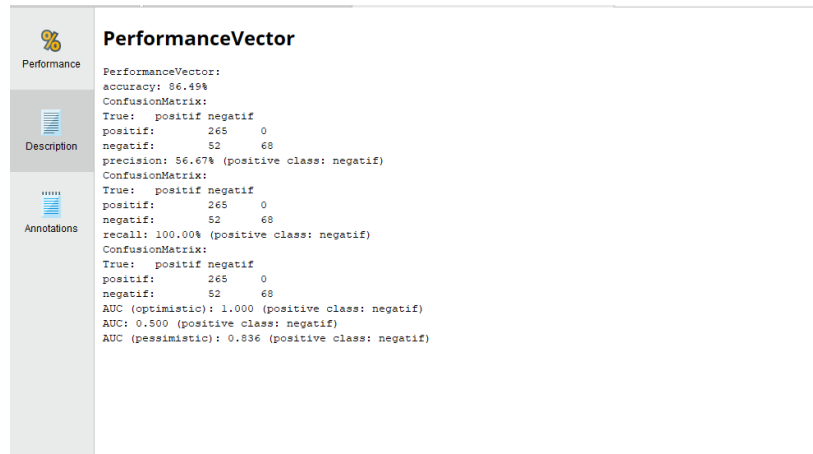 Performance
Description
Annotations
PerformanceVector
PerformanceVector:
accuracy: 86.49%
ConfusionMatrix:
True: positif negatif
positif: 265 0
negatif: 52 68
precision: 56.67% (positive class: negatif)
ConfusionMatrix:
True: positif negatif
positif: 265 0
negatif: 52 68
recall: 100.00% (positive class: negatif)
ConfusionMatrix:
True: positif negatif
positif: 265 0
negatif: 52 68
AUC (optimistic): 1.000 (positive class: negatif)
AUC: 0.500 (positive class: negatif)
AUC (pessimistic): 0.836 (positive class: negatif)